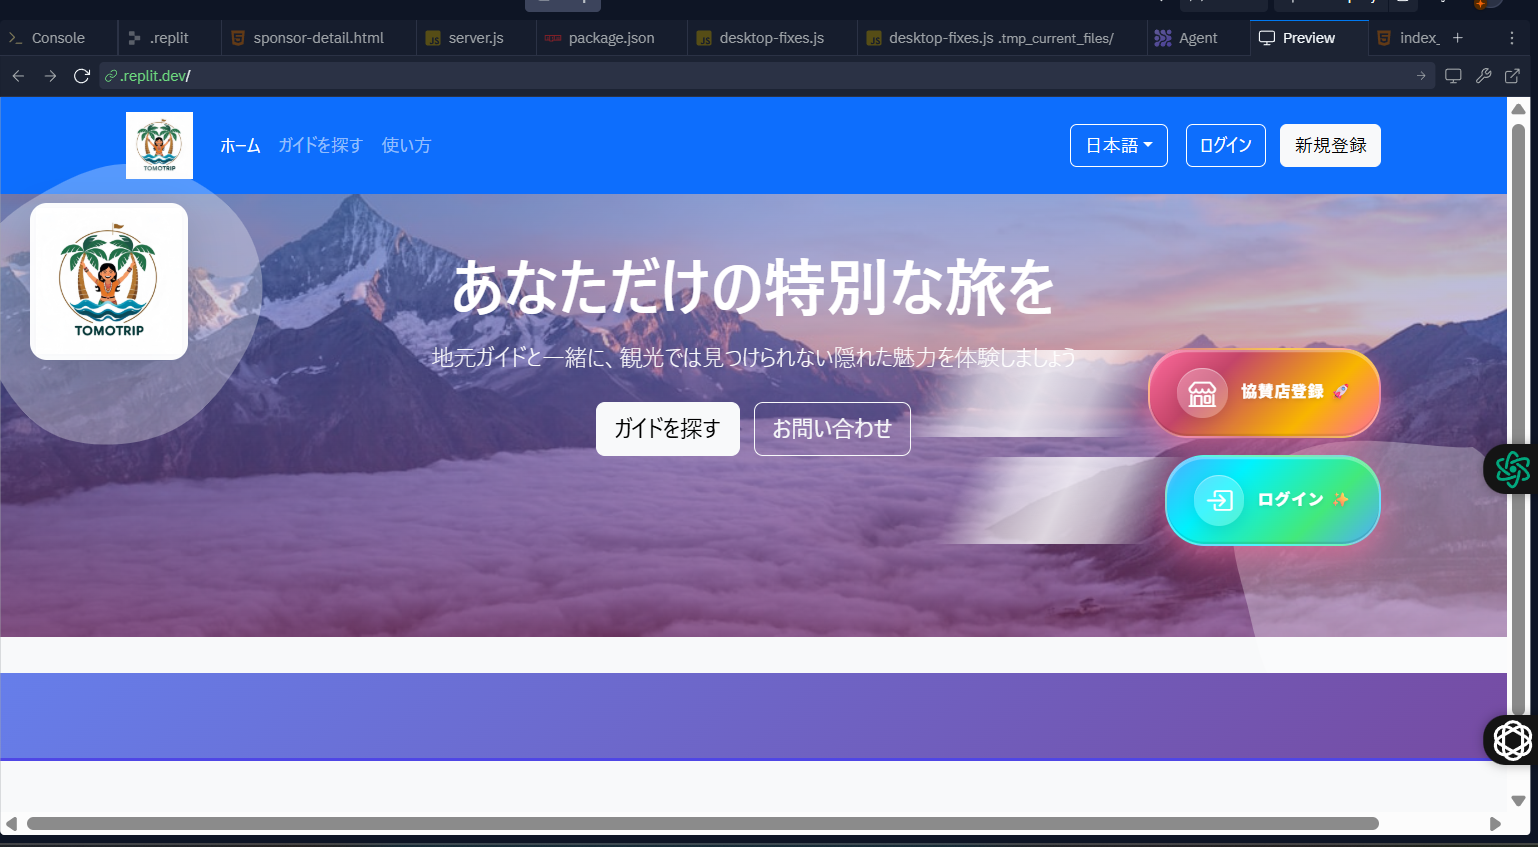 Console
.replit
sponsor-detail.html
server.js
package.json
desktop-fixes.js
desktop-fixes.js .tmp_current_files/
Agent
Preview
index_
.replit.dev/
TOMOTRIP
ホーム
ガイドを探す
使い方
日本語
ログイン
新規登録
TOMOTRIP
あなただけの特別な旅を
地元ガイドと一緒に、観光では見つけられない隠れた魅力を体験しましょう
ガイドを探す
お問い合わせ
協賛店登録 🚀
ログイン ✨